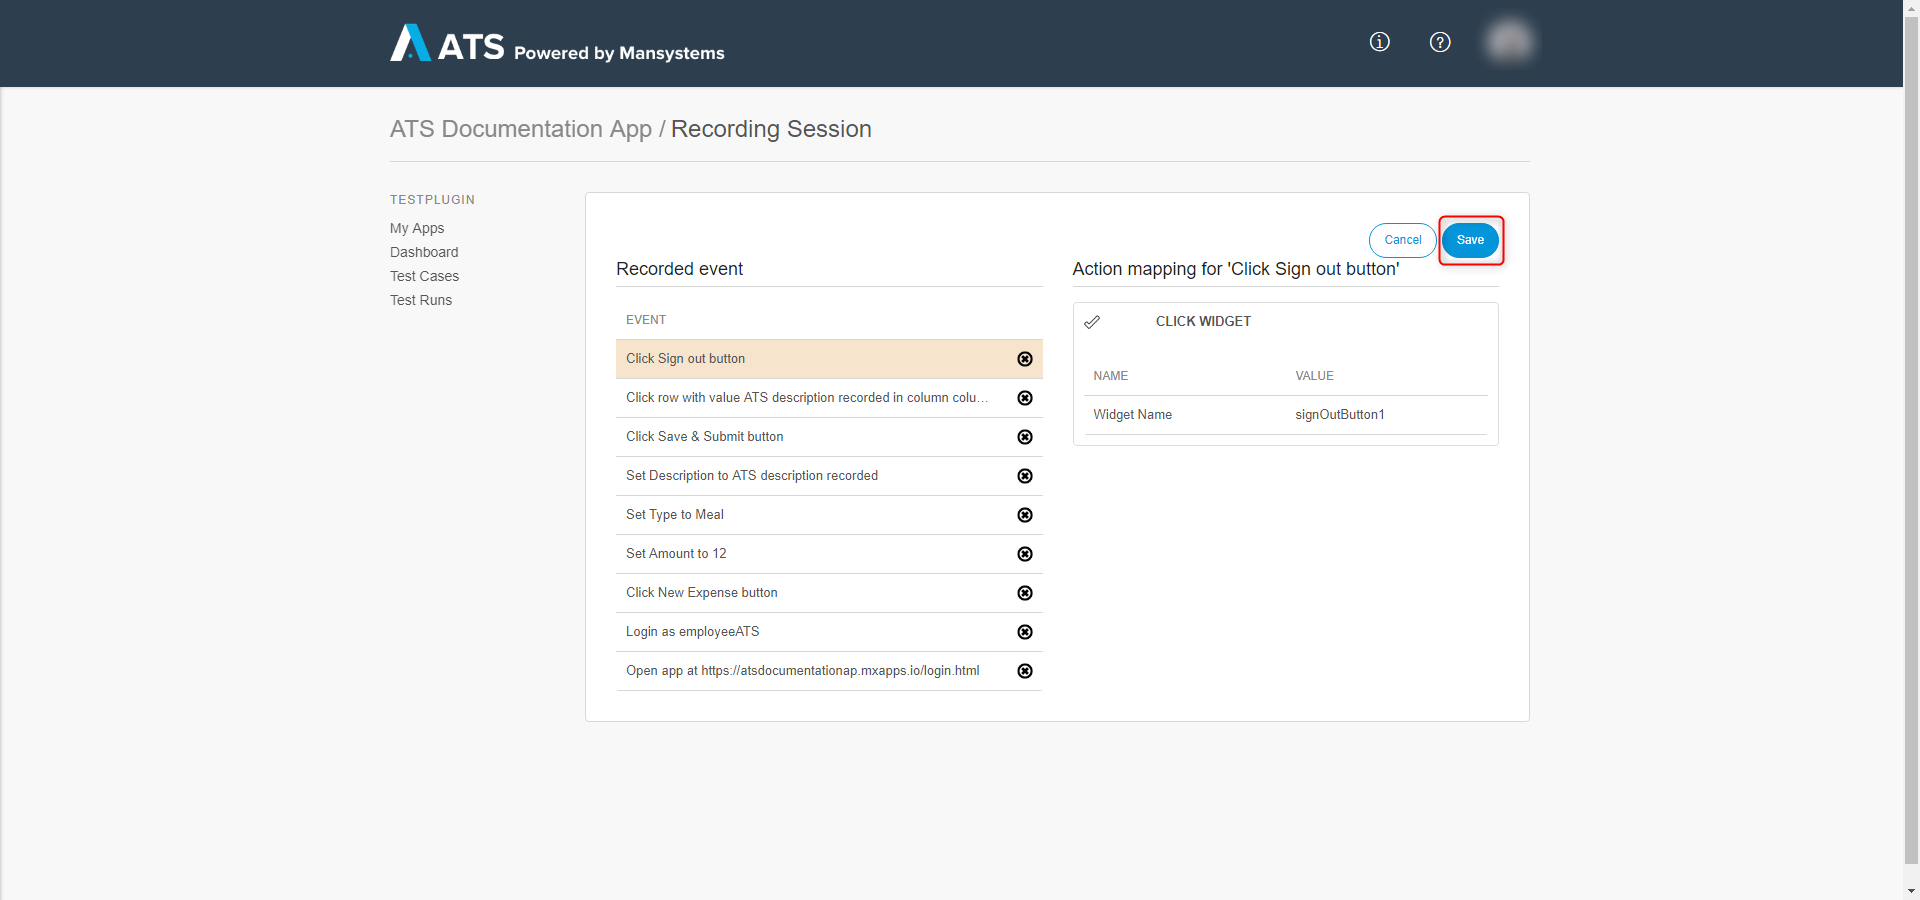 ATS Powered by Mansystems
ATS Documentation App / Recording Session
TESTPLUGIN
My Apps
Dashboard
Test Cases
Test Runs
Cancel
Save
Recorded event
EVENT
Click Sign out button
Click row with value ATS description recorded in column colu...
Click Save & Submit button
Set Description to ATS description recorded
Set Type to Meal
Set Amount to 12
Click New Expense button
Login as employeeATS
Open app at https://atsdocumentationap.mxapps.io/login.html
Action mapping for 'Click Sign out button'
CLICK WIDGET
NAME VALUE
Widget Name signOutButton1